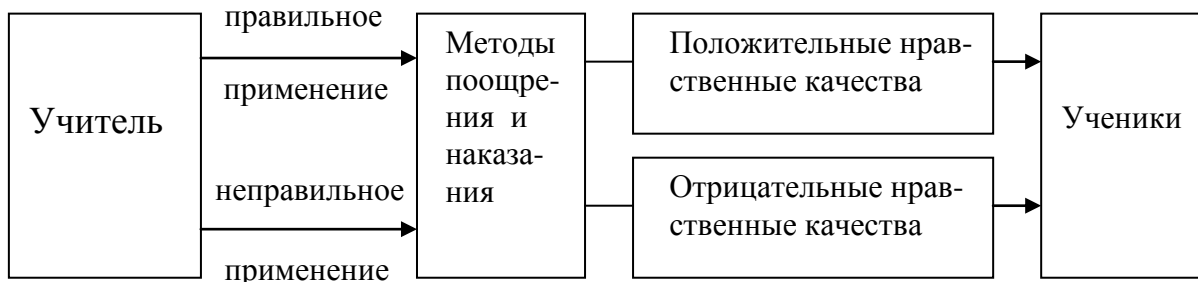 Учитель
правильное
применение
неправильное
применение
Методы
поощре-
ния и
наказа-
ния
Положительные нрав-
ственные качества
Отрицательные нрав-
ственные качества
Ученики